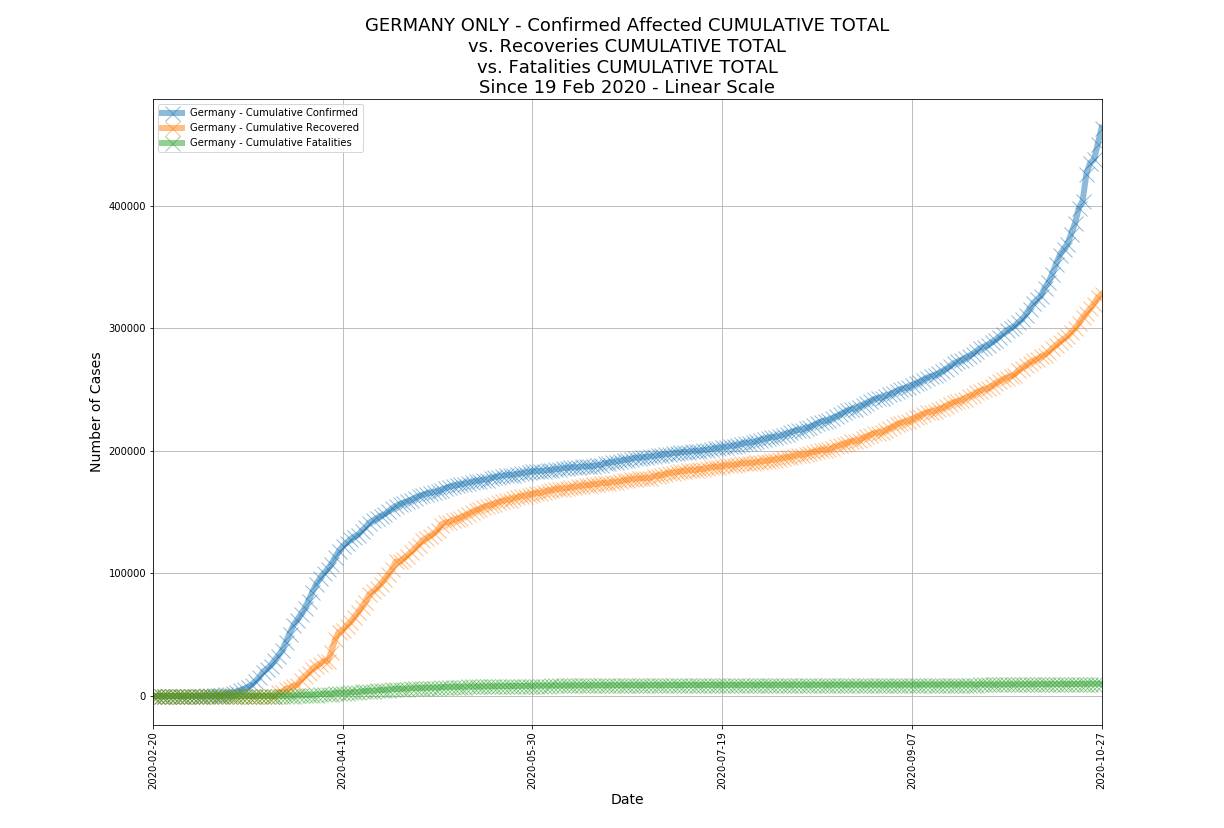 GERMANY ONLY - Confirmed Affected CUMULATIVE TOTAL
vs. Recoveries CUMULATIVE TOTAL
vs. Fatalities CUMULATIVE TOTAL
Since 19 Feb 2020 - Linear Scale
Germany - Cumulative Confirmed
Germany - Cumulative Recovered
Germany - Cumulative Fatalities
Number of Cases
400000
300000
200000
100000
0
2020-02-20
2020-04-10
2020-05-30
2020-07-19
2020-09-07
2020-10-27
Date